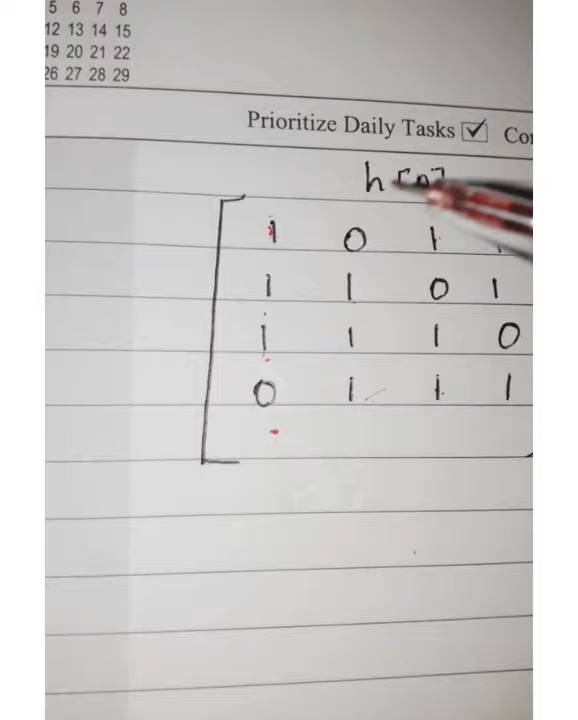 5 6 7 8
12 13 14 15
19 20 21 22
26 27 28 29
Prioritize Daily Tasks
h[0]
1 0 1
1 1 0 1
1 1 1 0
0 1 1 1